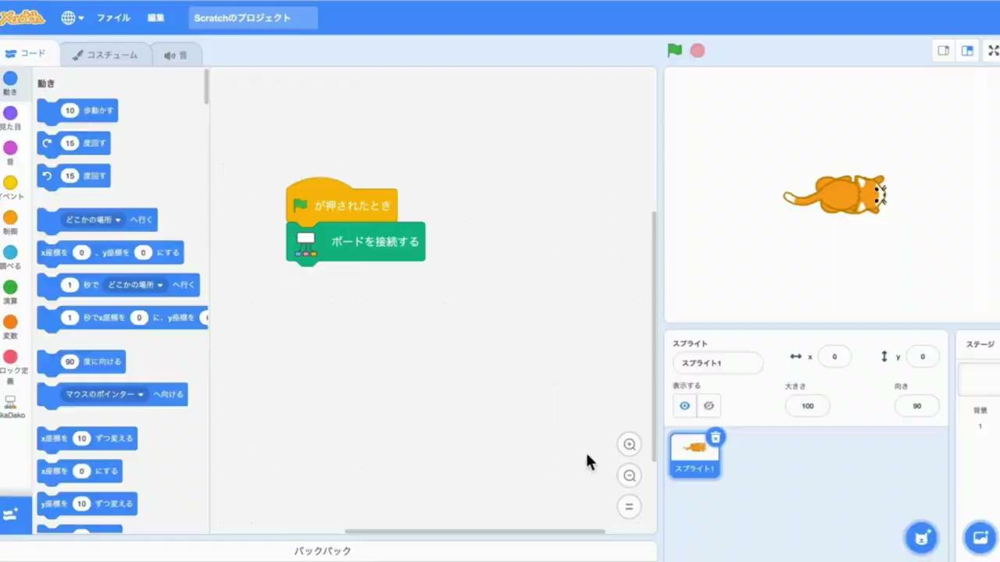 Xcratch
ファイル
編集
Scratchのプロジェクト
コード
コスチューム
音
動き
見た目
音
イベント
制御
調べる
演算
変数
ロック定
義
kaDako
動き
10 歩動かす
15 度回す
15 度回す
どこかの場所 へ行く
x座標を 0 、y座標を 0 にする
1 秒で どこかの場所 へ行く
1 秒でx座標を 0 に、y座標を
90 度に向ける
マウスのポインター へ向ける
x座標を 10 ずつ変える
x座標を 0 にする
y座標を 10 ずつ変える
が押されたとき
ボードを接続する
バックパック
スプライト
スプライト1
x 0
y 0
表示する
大きさ
100
向き
90
スプライト1
ステージ
背景
1